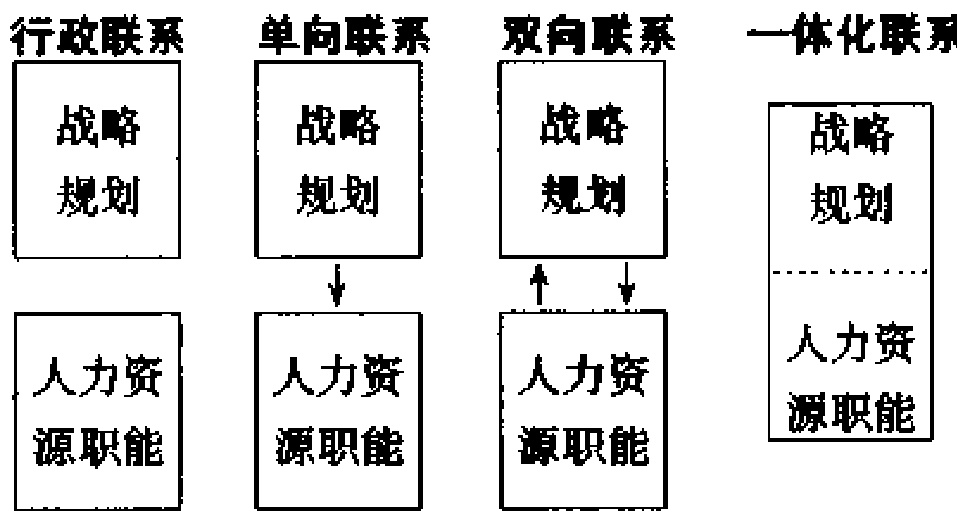 行政联系 单向联系 双向联系 一体化联系
战略 战略 战略 战略
规划 规划 规划 规划
人力资 人力资 人力资 人力资
源职能 源职能 源职能 源职能